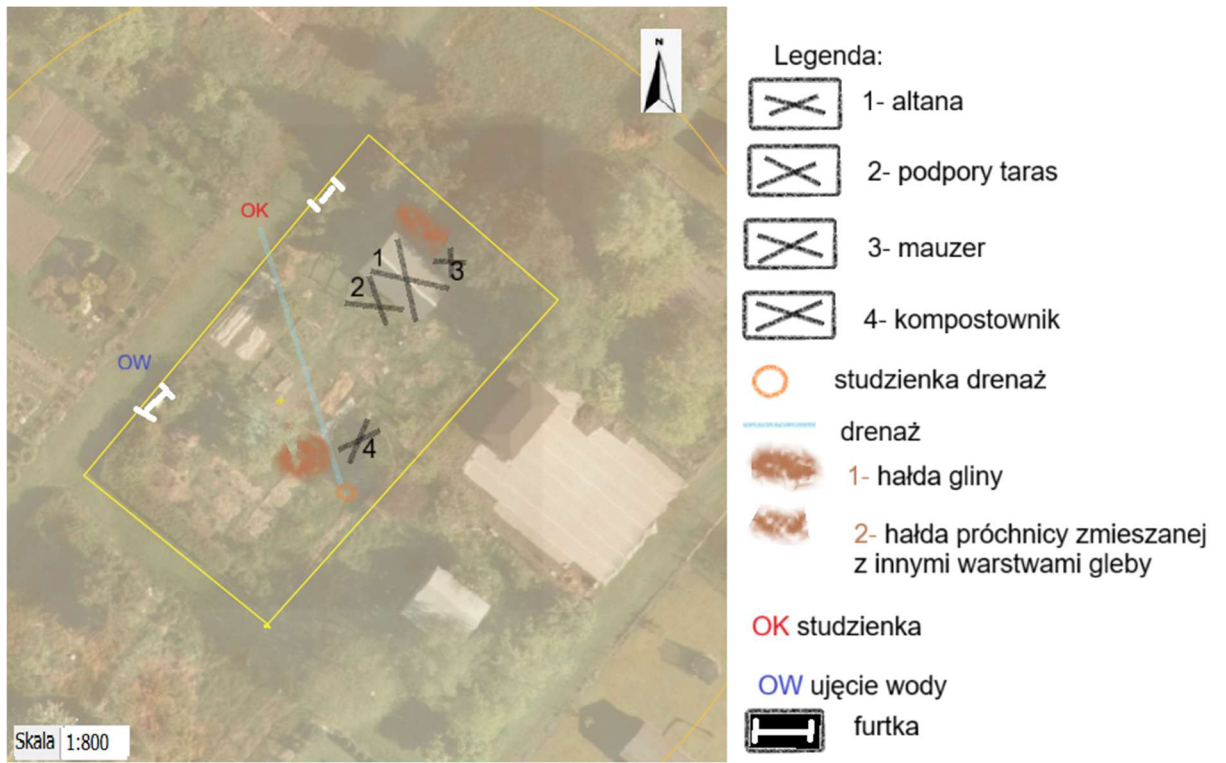 N
OK
1
3
2
OW
4
Skala 1:800
Legenda:
1- altana
2- podpory taras
3- mauzer
4- kompostownik
studzienka drenaż
drenaż
1- hałda gliny
2- hałda próchnicy zmieszanej
z innymi warstwami gleby
OK studzienka
OW ujęcie wody
furtka